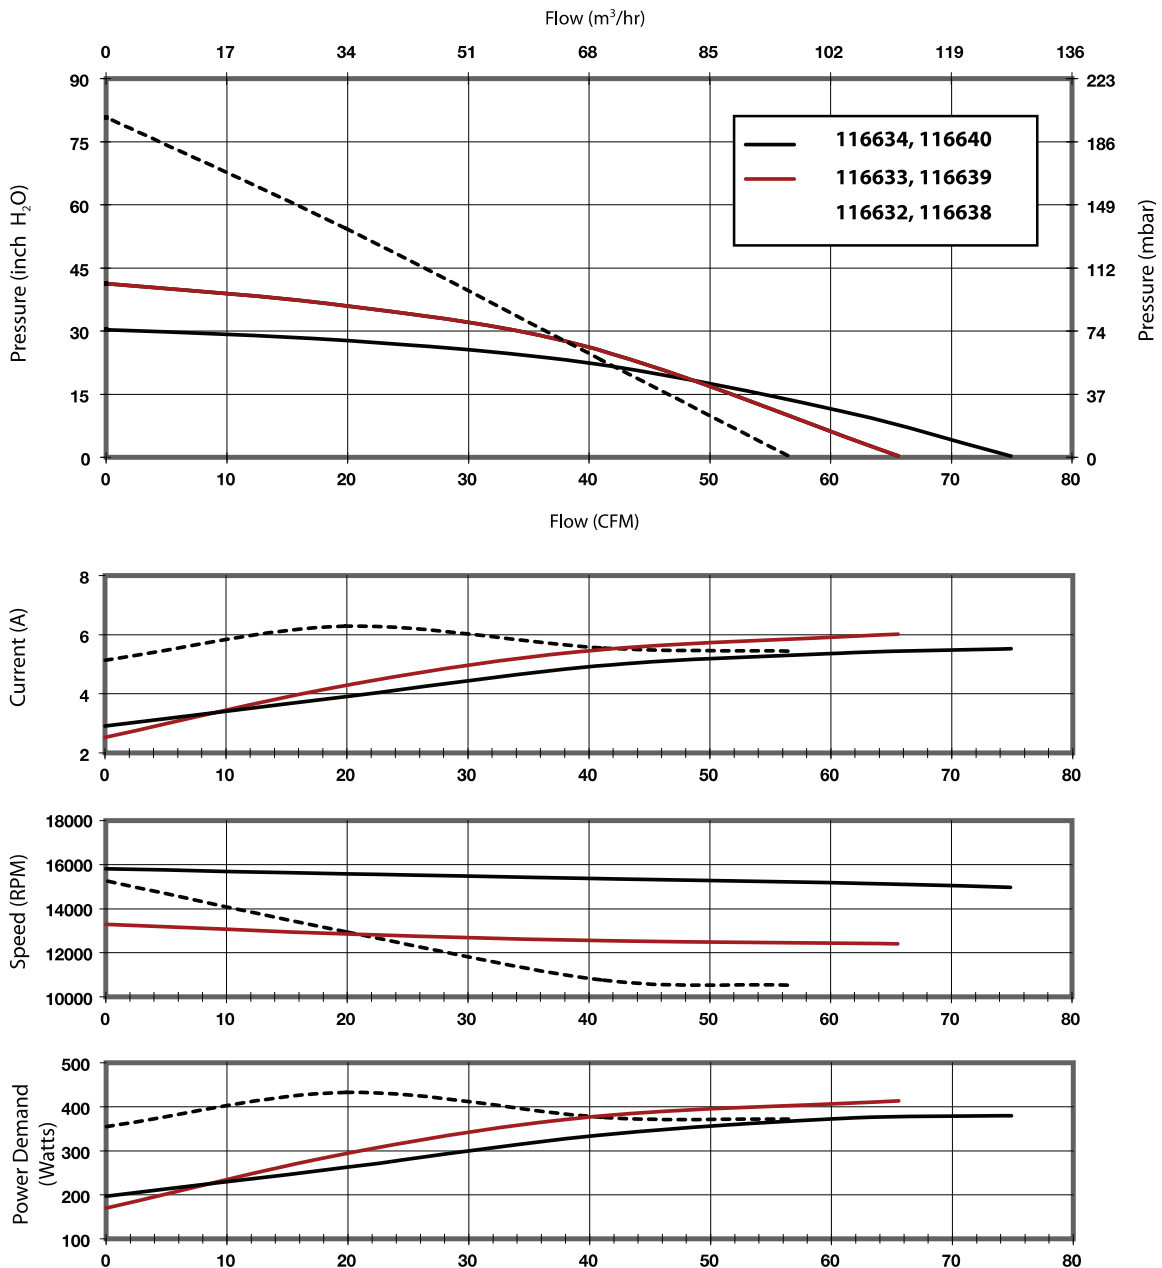 Flow (m³/hr)
0 17 34 51 68 85 102 119 136
90 223
75 186
60 149
45 112
30 74
15 37
0 0
Pressure (inch H₂O)
Pressure (mbar)
116634, 116640
116633, 116639
116632, 116638
0 10 20 30 40 50 60 70 80
Flow (CFM)
Current (A)
8
6
4
2
0 10 20 30 40 50 60 70 80
Speed (RPM)
18000
16000
14000
12000
10000
0 10 20 30 40 50 60 70 80
Power Demand
(Watts)
500
400
300
200
100
0 10 20 30 40 50 60 70 80